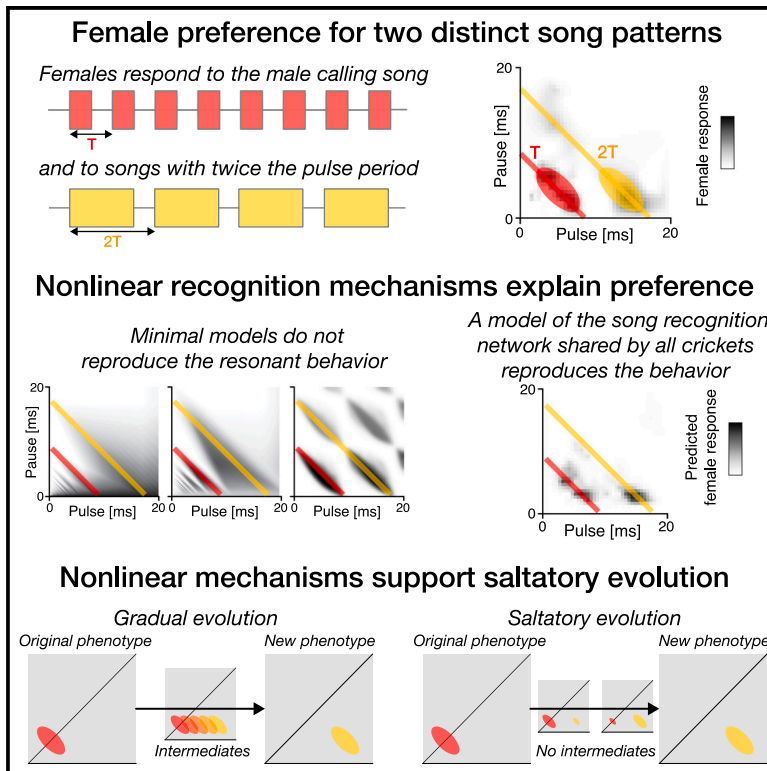 Female preference for two distinct song patterns
Females respond to the male calling song
T
and to songs with twice the pulse period
2T
20
Pause [ms]
0
T
2T
0
20
Pulse [ms]
Female response
Nonlinear recognition mechanisms explain preference
Minimal models do not
reproduce the resonant behavior
20
Pause [ms]
0
0
20
0
20
0
20
Pulse [ms]
Pulse [ms]
A model of the song recognition
network shared by all crickets
reproduces the behavior
20
0
0
20
Pulse [ms]
Predicted
female response
Nonlinear mechanisms support saltatory evolution
Gradual evolution
Original phenotype
New phenotype
Intermediates
Saltatory evolution
Original phenotype
New phenotype
No intermediates